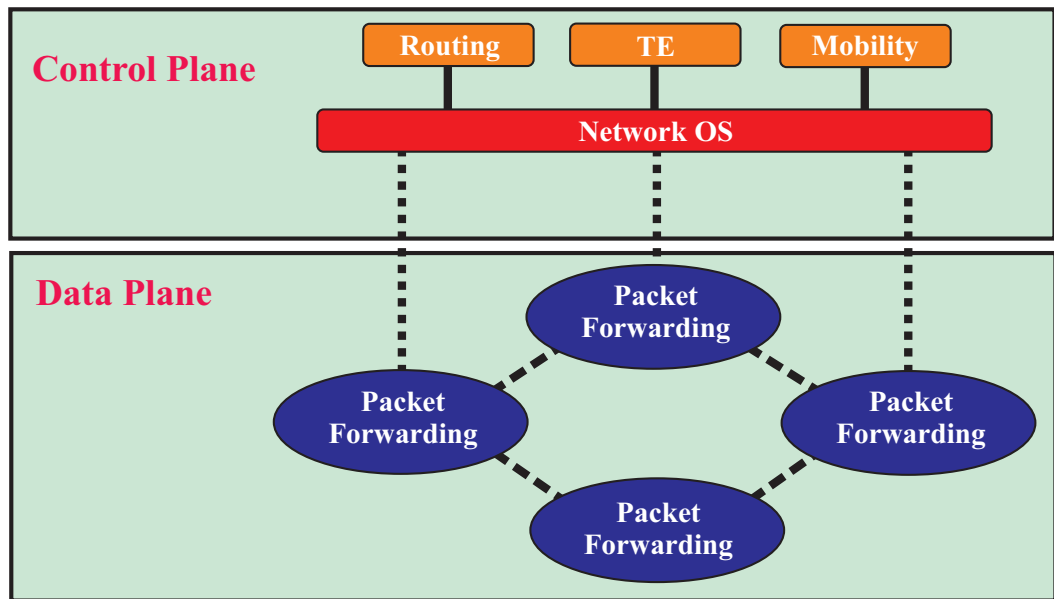 Control Plane
Routing
TE
Mobility
Network OS
Data Plane
Packet
Forwarding
Packet
Forwarding
Packet
Forwarding
Packet
Forwarding